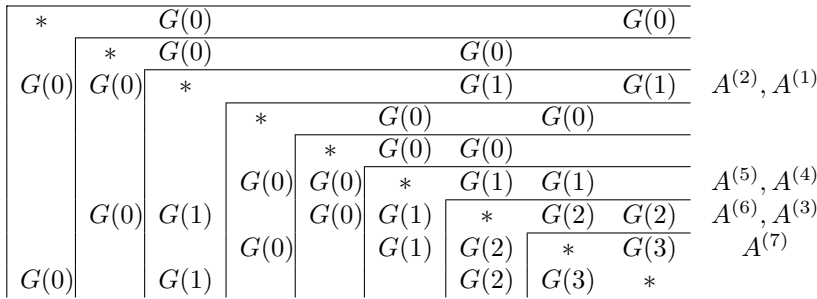 * G(0) G(0)
* G(0) G(0)
G(0) G(0) * G(1) G(1) A^{(2)}, A^{(1)}
* G(0) G(0)
* G(0) G(0)
G(0) G(0) * G(1) G(1) A^{(5)}, A^{(4)}
G(0) G(1) G(0) G(1) * G(2) G(2) A^{(6)}, A^{(3)}
G(0) G(1) G(2) * G(3) A^{(7)}
G(0) G(1) G(2) G(3) *